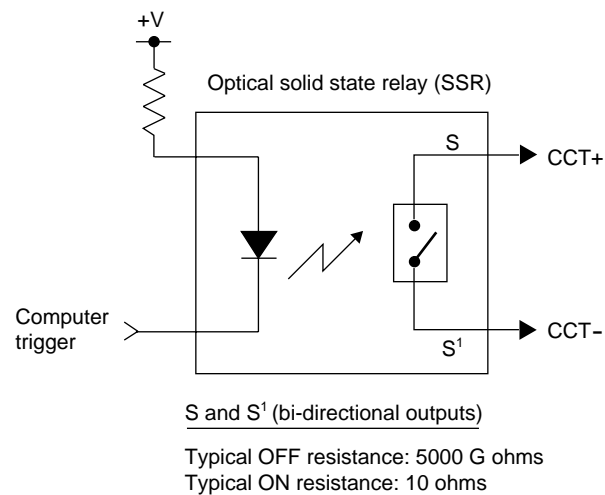 +V
Optical solid state relay (SSR)
S
CCT+
Computer
trigger
CCT-
S¹
S and S¹ (bi-directional outputs)
Typical OFF resistance: 5000 G ohms
Typical ON resistance: 10 ohms